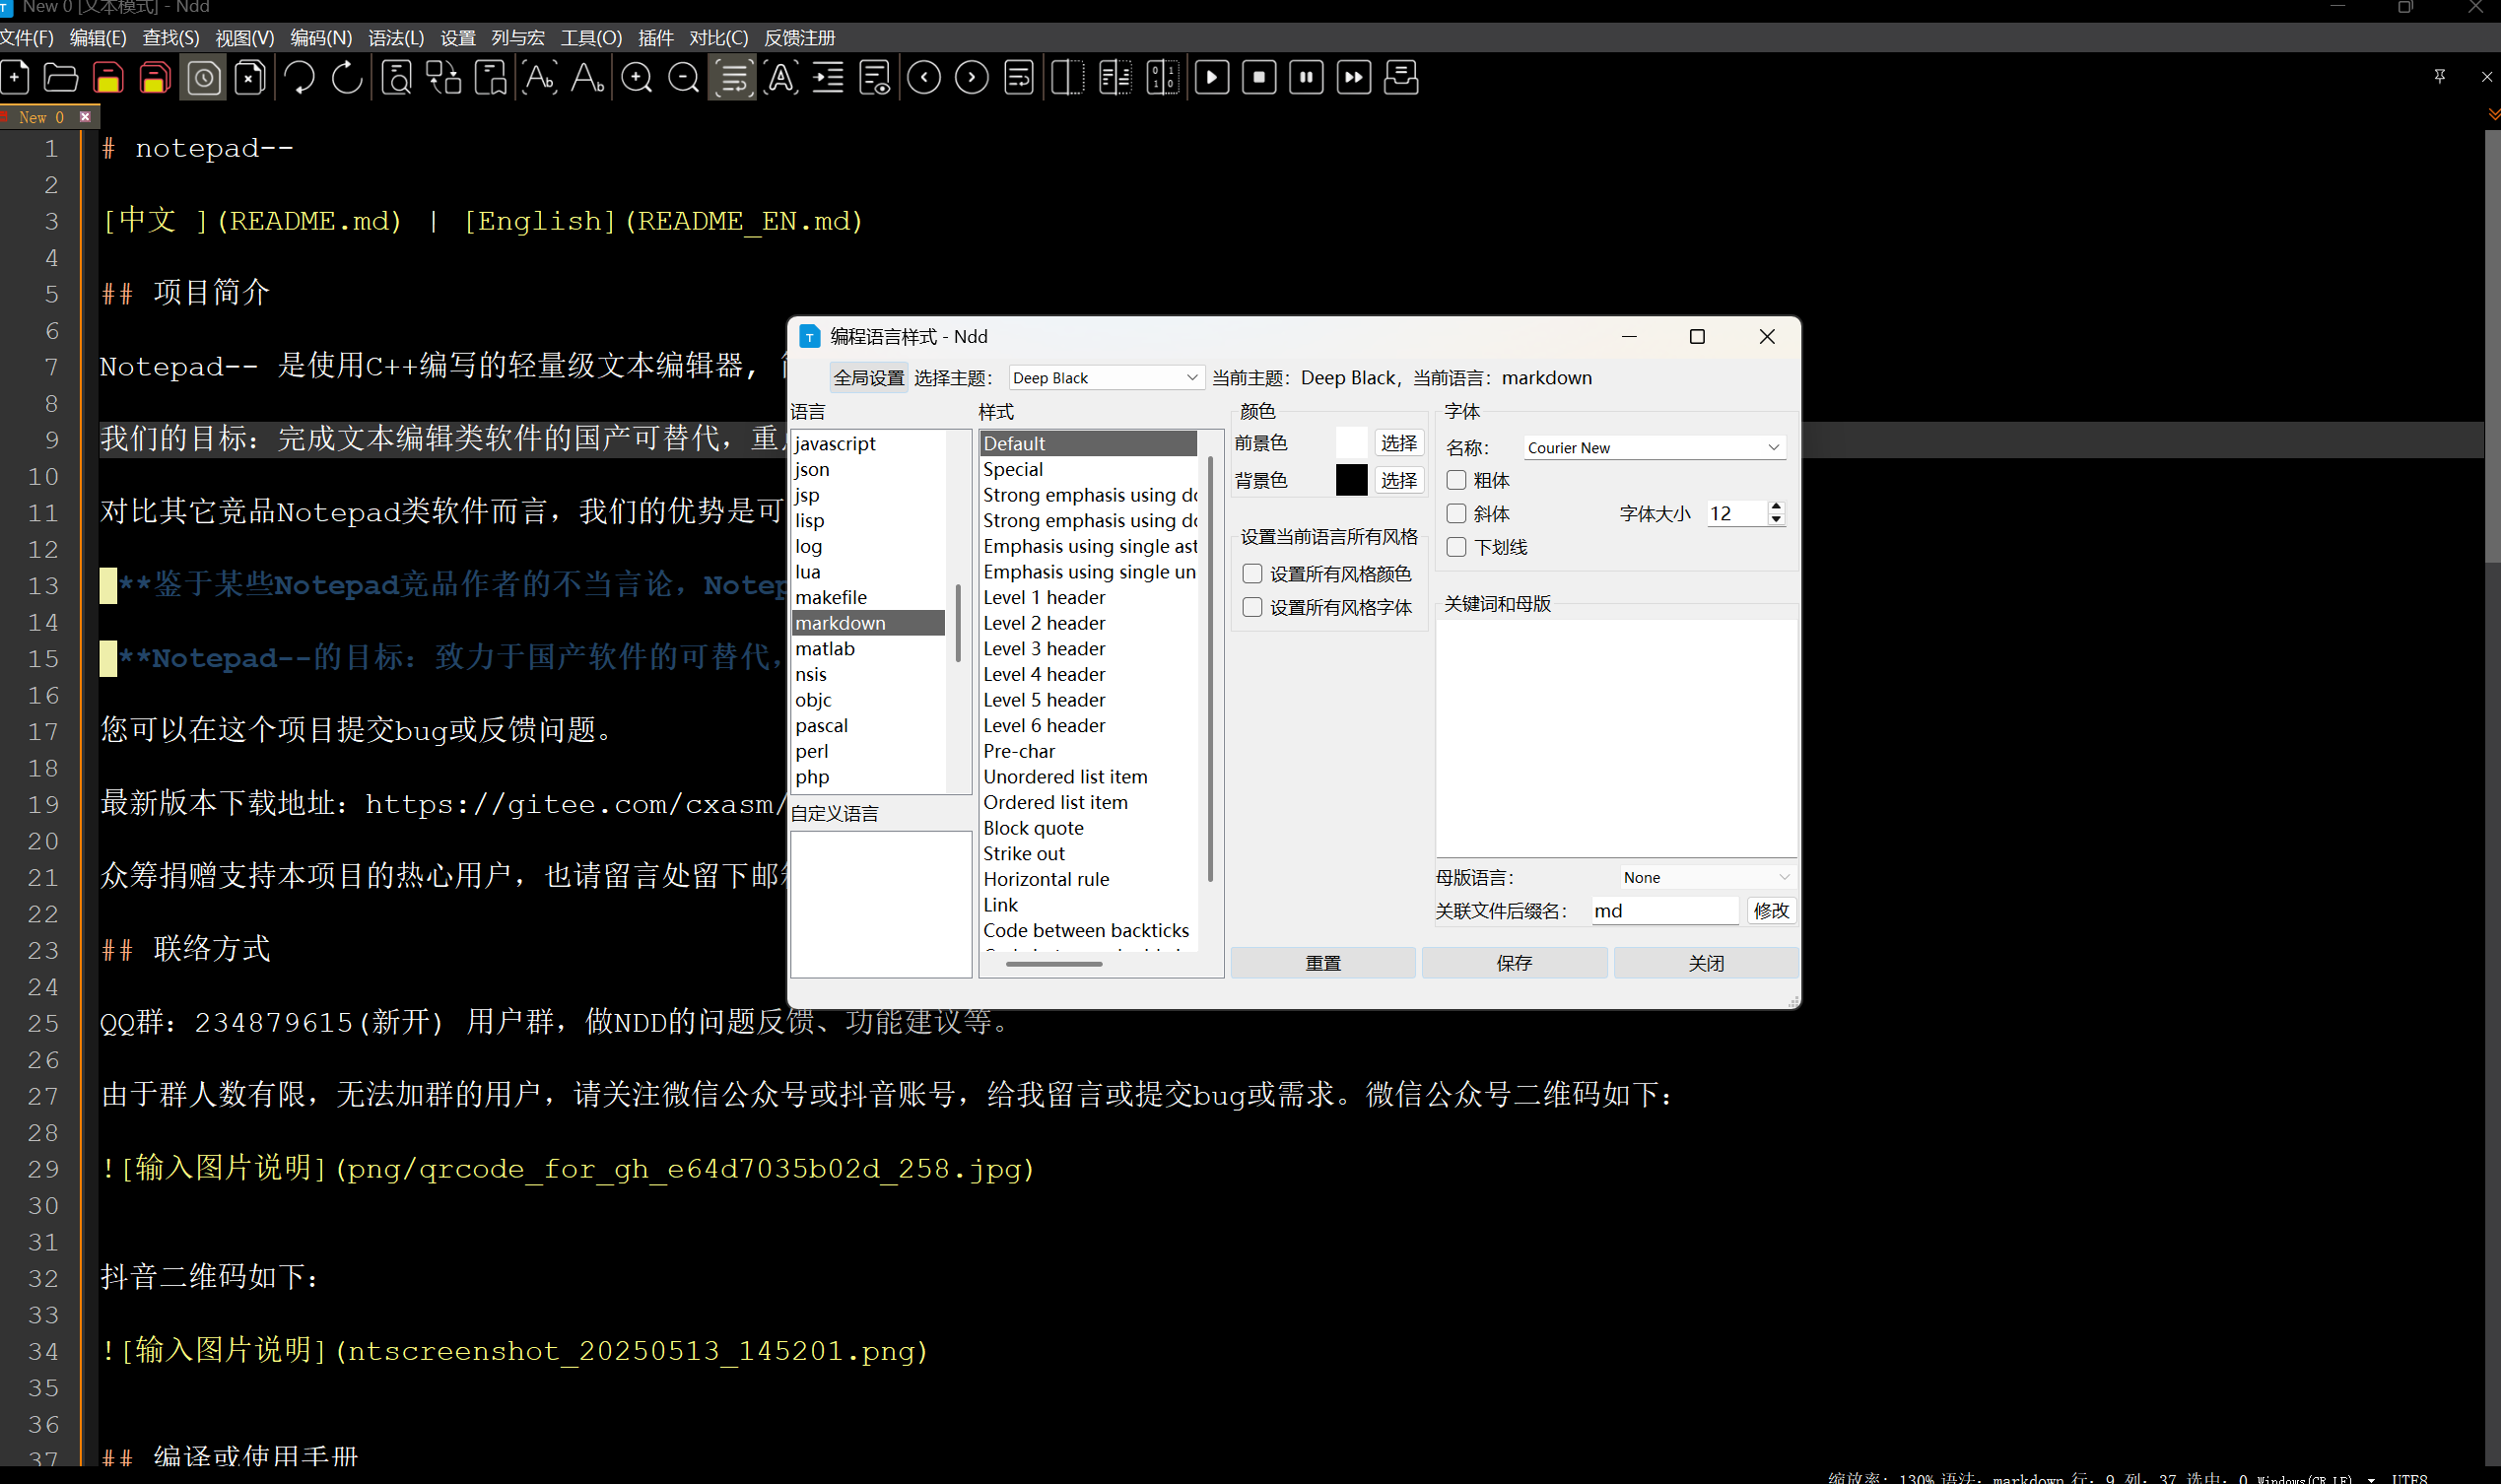 New 0 [文本模式] - Ndd
文件(F) 编辑(E) 查找(S) 视图(V) 编码(N) 语法(L) 设置 列与宏 工具(O) 插件 对比(C) 反馈注册
New 0
1 # notepad--
2
3 [中文 ](README.md) | [English](README_EN.md)
4
5 ## 项目简介
6
7 Notepad-- 是使用C++编写的轻量级文本编辑器,
8
9 我们的目标：完成文本编辑类软件的国产可替代，重
10
11 对比其它竞品Notepad类软件而言，我们的优势是可
12
13 **鉴于某些Notepad竞品作者的不当言论，Notep
14
15 **Notepad--的目标：致力于国产软件的可替代，
16
17 您可以在这个项目提交bug或反馈问题。
18
19 最新版本下载地址：https://gitee.com/cxasm/
20
21 众筹捐赠支持本项目的热心用户，也请留言处留下邮
22
23 ## 联络方式
24
25 QQ群：234879615(新开) 用户群，做NDD的问题反馈、功能建议等。
26
27 由于群人数有限，无法加群的用户，请关注微信公众号或抖音账号，给我留言或提交bug或需求。微信公众号二维码如下：
28
29 ![输入图片说明](png/qrcode_for_gh_e64d7035b02d_258.jpg)
30
31
32 抖音二维码如下：
33
34 ![输入图片说明](ntscreenshot_20250513_145201.png)
35
36
37 ## 编译或使用手册
编程语言样式 - Ndd
全局设置 选择主题： Deep Black 当前主题：Deep Black，当前语言：markdown
语言
javascript
json
jsp
lisp
log
lua
makefile
markdown
matlab
nsis
objc
pascal
perl
php
自定义语言
样式
Default
Special
Strong emphasis using do
Strong emphasis using do
Emphasis using single ast
Emphasis using single un
Level 1 header
Level 2 header
Level 3 header
Level 4 header
Level 5 header
Level 6 header
Pre-char
Unordered list item
Ordered list item
Block quote
Strike out
Horizontal rule
Link
Code between backticks
颜色
前景色 选择
背景色 选择
设置当前语言所有风格
设置所有风格颜色
设置所有风格字体
字体
名称： Courier New
粗体
斜体 字体大小 12
下划线
关键词和母版
母版语言： None
关联文件后缀名： md 修改
重置 保存 关闭
缩放率：130% 语法：markdown 行：9 列：37 选中：0 Windows(CR LF) UTF8